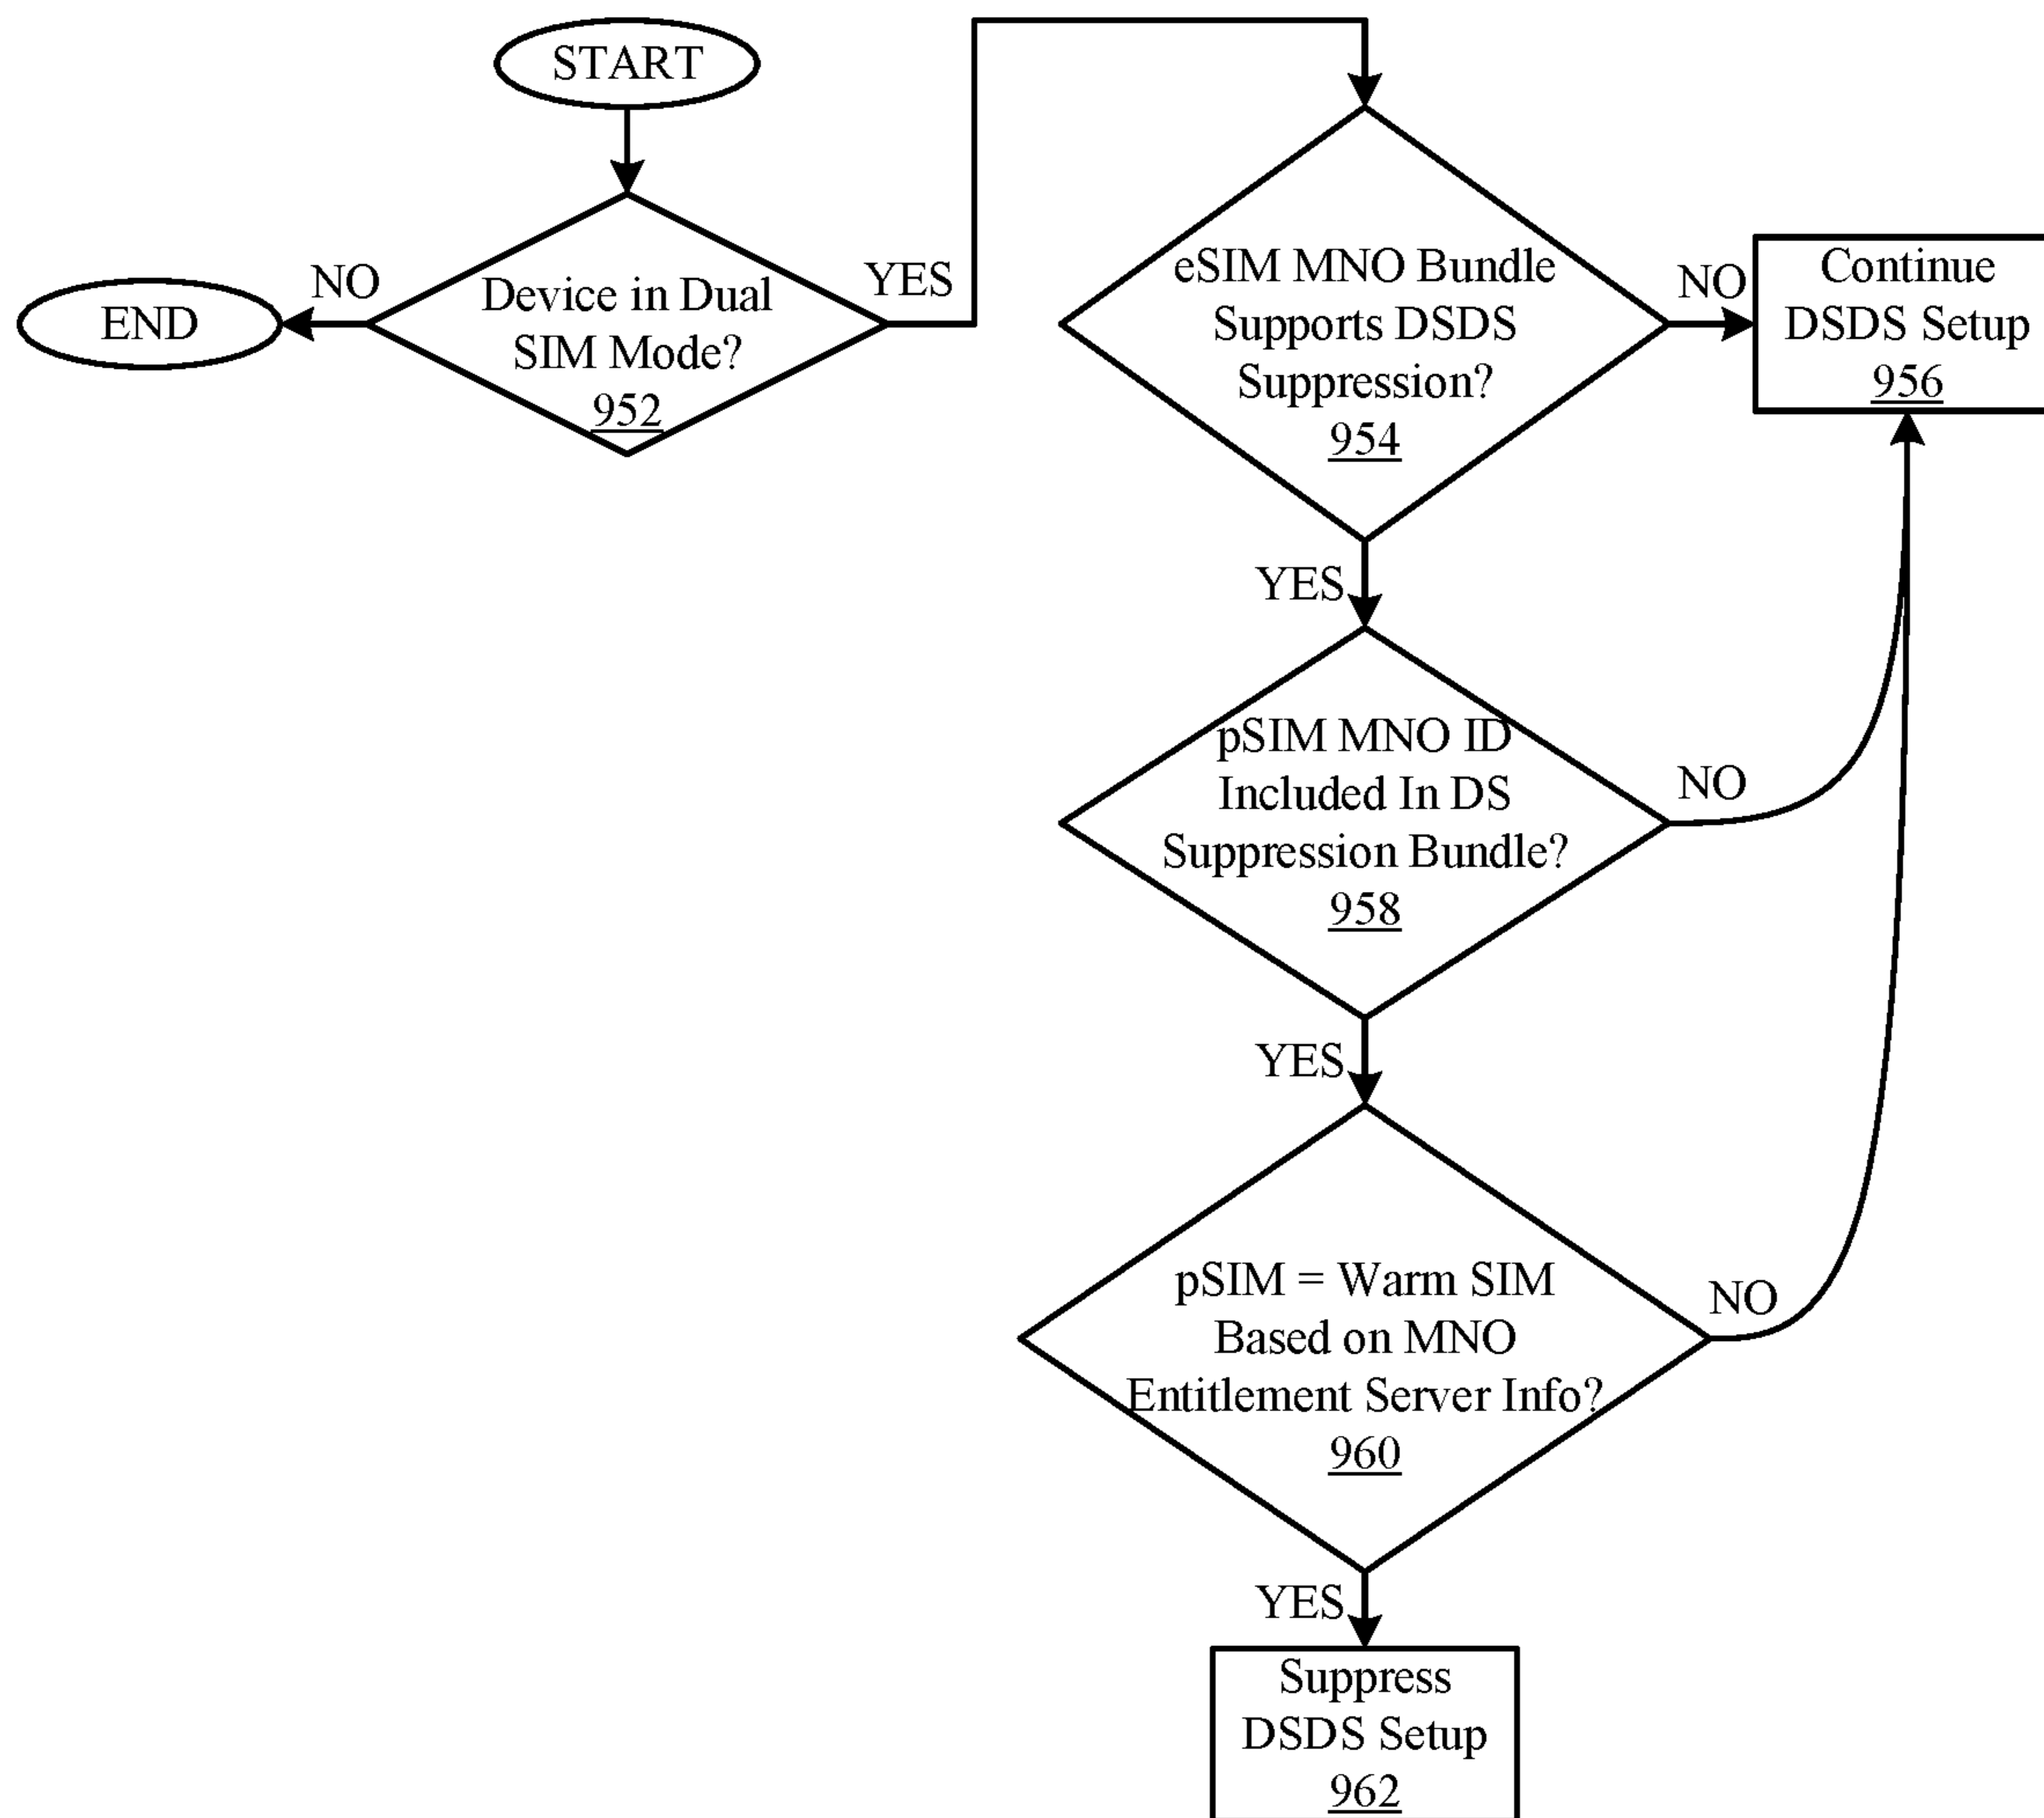 START
NO
END
Device in Dual
SIM Mode?
952
YES
eSIM MNO Bundle
Supports DSDS
Suppression?
954
NO
Continue
DSDS Setup
956
YES
pSIM MNO ID
Included In DS
Suppression Bundle?
958
NO
YES
pSIM = Warm SIM
Based on MNO
Entitlement Server Info?
960
NO
YES
Suppress
DSDS Setup
962